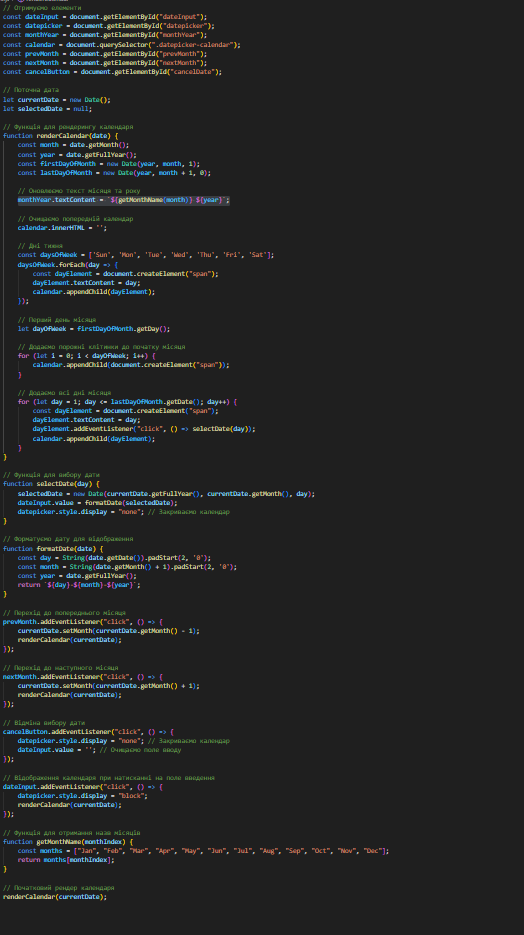 // Отримуємо елементи
const dateInput = document.getElementById("dateInput");
const datepicker = document.getElementById("datepicker");
const monthYear = document.getElementById("monthYear");
const calendar = document.querySelector(".datepicker-calendar");
const prevMonth = document.getElementById("prevMonth");
const nextMonth = document.getElementById("nextMonth");
const cancelButton = document.getElementById("cancelDate");
// Поточна дата
let currentDate = new Date();
let selectedDate = null;
// Функція для рендерингу календаря
function renderCalendar(date) {
const month = date.getMonth();
const year = date.getFullYear();
const firstDayOfMonth = new Date(year, month, 1);
const lastDayOfMonth = new Date(year, month + 1, 0);
// Оновлюємо текст місяця та року
monthYear.textContent = `${getMonthName(month)} ${year}`;
// Очищаємо попередній календар
calendar.innerHTML = '';
// Дні тижня
const daysOfWeek = ['Sun', 'Mon', 'Tue', 'Wed', 'Thu', 'Fri', 'Sat'];
daysOfWeek.forEach(day => {
const dayElement = document.createElement("span");
dayElement.textContent = day;
calendar.appendChild(dayElement);
});
// Перший день місяця
let dayOfWeek = firstDayOfMonth.getDay();
// Додаємо порожні клітинки до початку місяця
for (let i = 0; i < dayOfWeek; i++) {
calendar.appendChild(document.createElement("span"));
}
// Додаємо всі дні місяця
for (let day = 1; day <= lastDayOfMonth.getDate(); day++) {
const dayElement = document.createElement("span");
dayElement.textContent = day;
dayElement.addEventListener("click", () => selectDate(day));
calendar.appendChild(dayElement);
}
}
// Функція для вибору дати
function selectDate(day) {
selectedDate = new Date(currentDate.getFullYear(), currentDate.getMonth(), day);
dateInput.value = formatDate(selectedDate);
datepicker.style.display = "none"; // Закриваємо календар
}
// Форматуємо дату для відображення
function formatDate(date) {
const day = String(date.getDate()).padStart(2, '0');
const month = String(date.getMonth() + 1).padStart(2, '0');
const year = date.getFullYear();
return `${day}-${month}-${year}`;
}
// Перехід до попереднього місяця
prevMonth.addEventListener("click", () => {
currentDate.setMonth(currentDate.getMonth() - 1);
renderCalendar(currentDate);
});
// Перехід до наступного місяця
nextMonth.addEventListener("click", () => {
currentDate.setMonth(currentDate.getMonth() + 1);
renderCalendar(currentDate);
});
// Відміна вибору дати
cancelButton.addEventListener("click", () => {
datepicker.style.display = "none"; // Закриваємо календар
dateInput.value = ''; // Очищаємо поле вводу
});
// Відображення календаря при натисканні на поле введення
dateInput.addEventListener("click", () => {
datepicker.style.display = "block";
renderCalendar(currentDate);
});
// Функція для отримання назв місяців
function getMonthName(monthIndex) {
const months = ["Jan", "Feb", "Mar", "Apr", "May", "Jun", "Jul", "Aug", "Sep", "Oct", "Nov", "Dec"];
return months[monthIndex];
}
// Початковий рендер календаря
renderCalendar(currentDate);